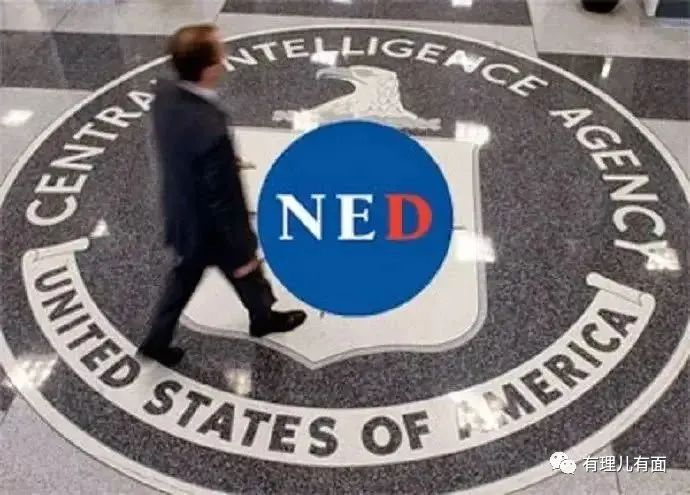 CENTRAL INTELLIGENCE AGENCY
NED
UNITED STATES OF AMERICA
有理儿有面